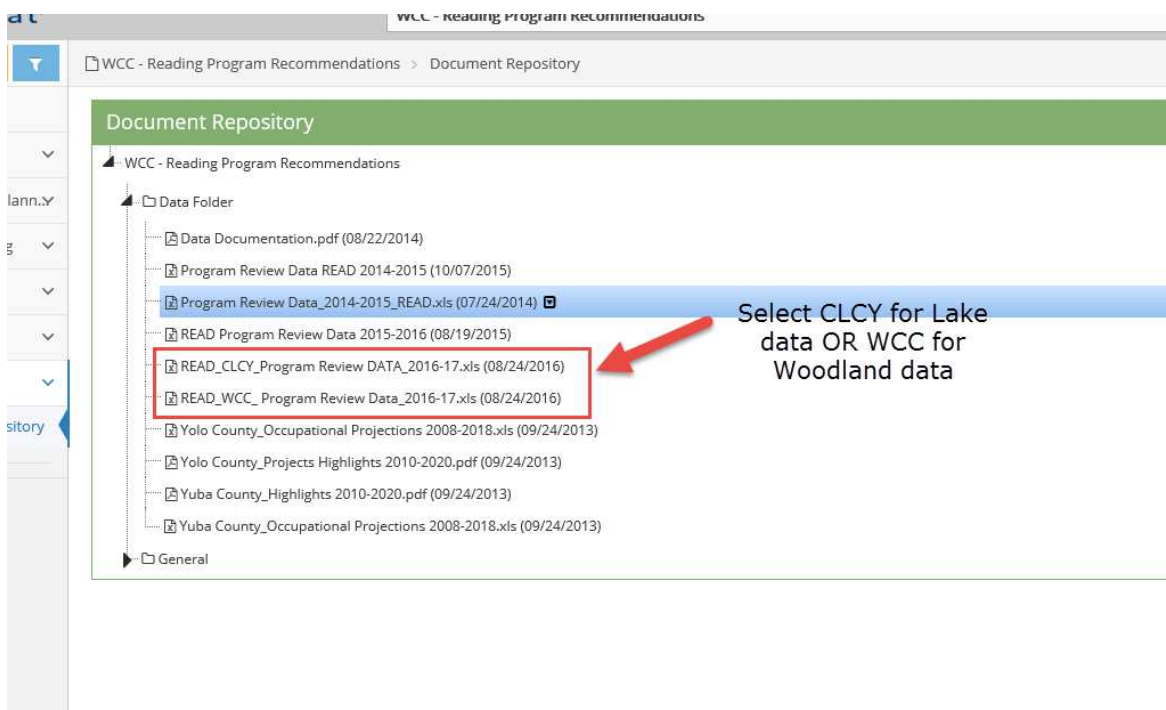 at
WCC - Reading Program Recommendations
WCC - Reading Program Recommendations > Document Repository
Document Repository
WCC - Reading Program Recommendations
lann.
Data Folder
g
Data Documentation.pdf (08/22/2014)
Program Review Data READ 2014-2015 (10/07/2015)
Program Review Data_2014-2015_READ.xls (07/24/2014)
READ Program Review Data 2015-2016 (08/19/2015)
READ_CLCY_Program Review DATA_2016-17.xls (08/24/2016)
READ_WCC_ Program Review Data_2016-17.xls (08/24/2016)
sitory
Yolo County_Occupational Projections 2008-2018.xls (09/24/2013)
Yolo County_Projects Highlights 2010-2020.pdf (09/24/2013)
Yuba County_Highlights 2010-2020.pdf (09/24/2013)
Yuba County_Occupational Projections 2008-2018.xls (09/24/2013)
General
Select CLCY for Lake
data OR WCC for
Woodland data